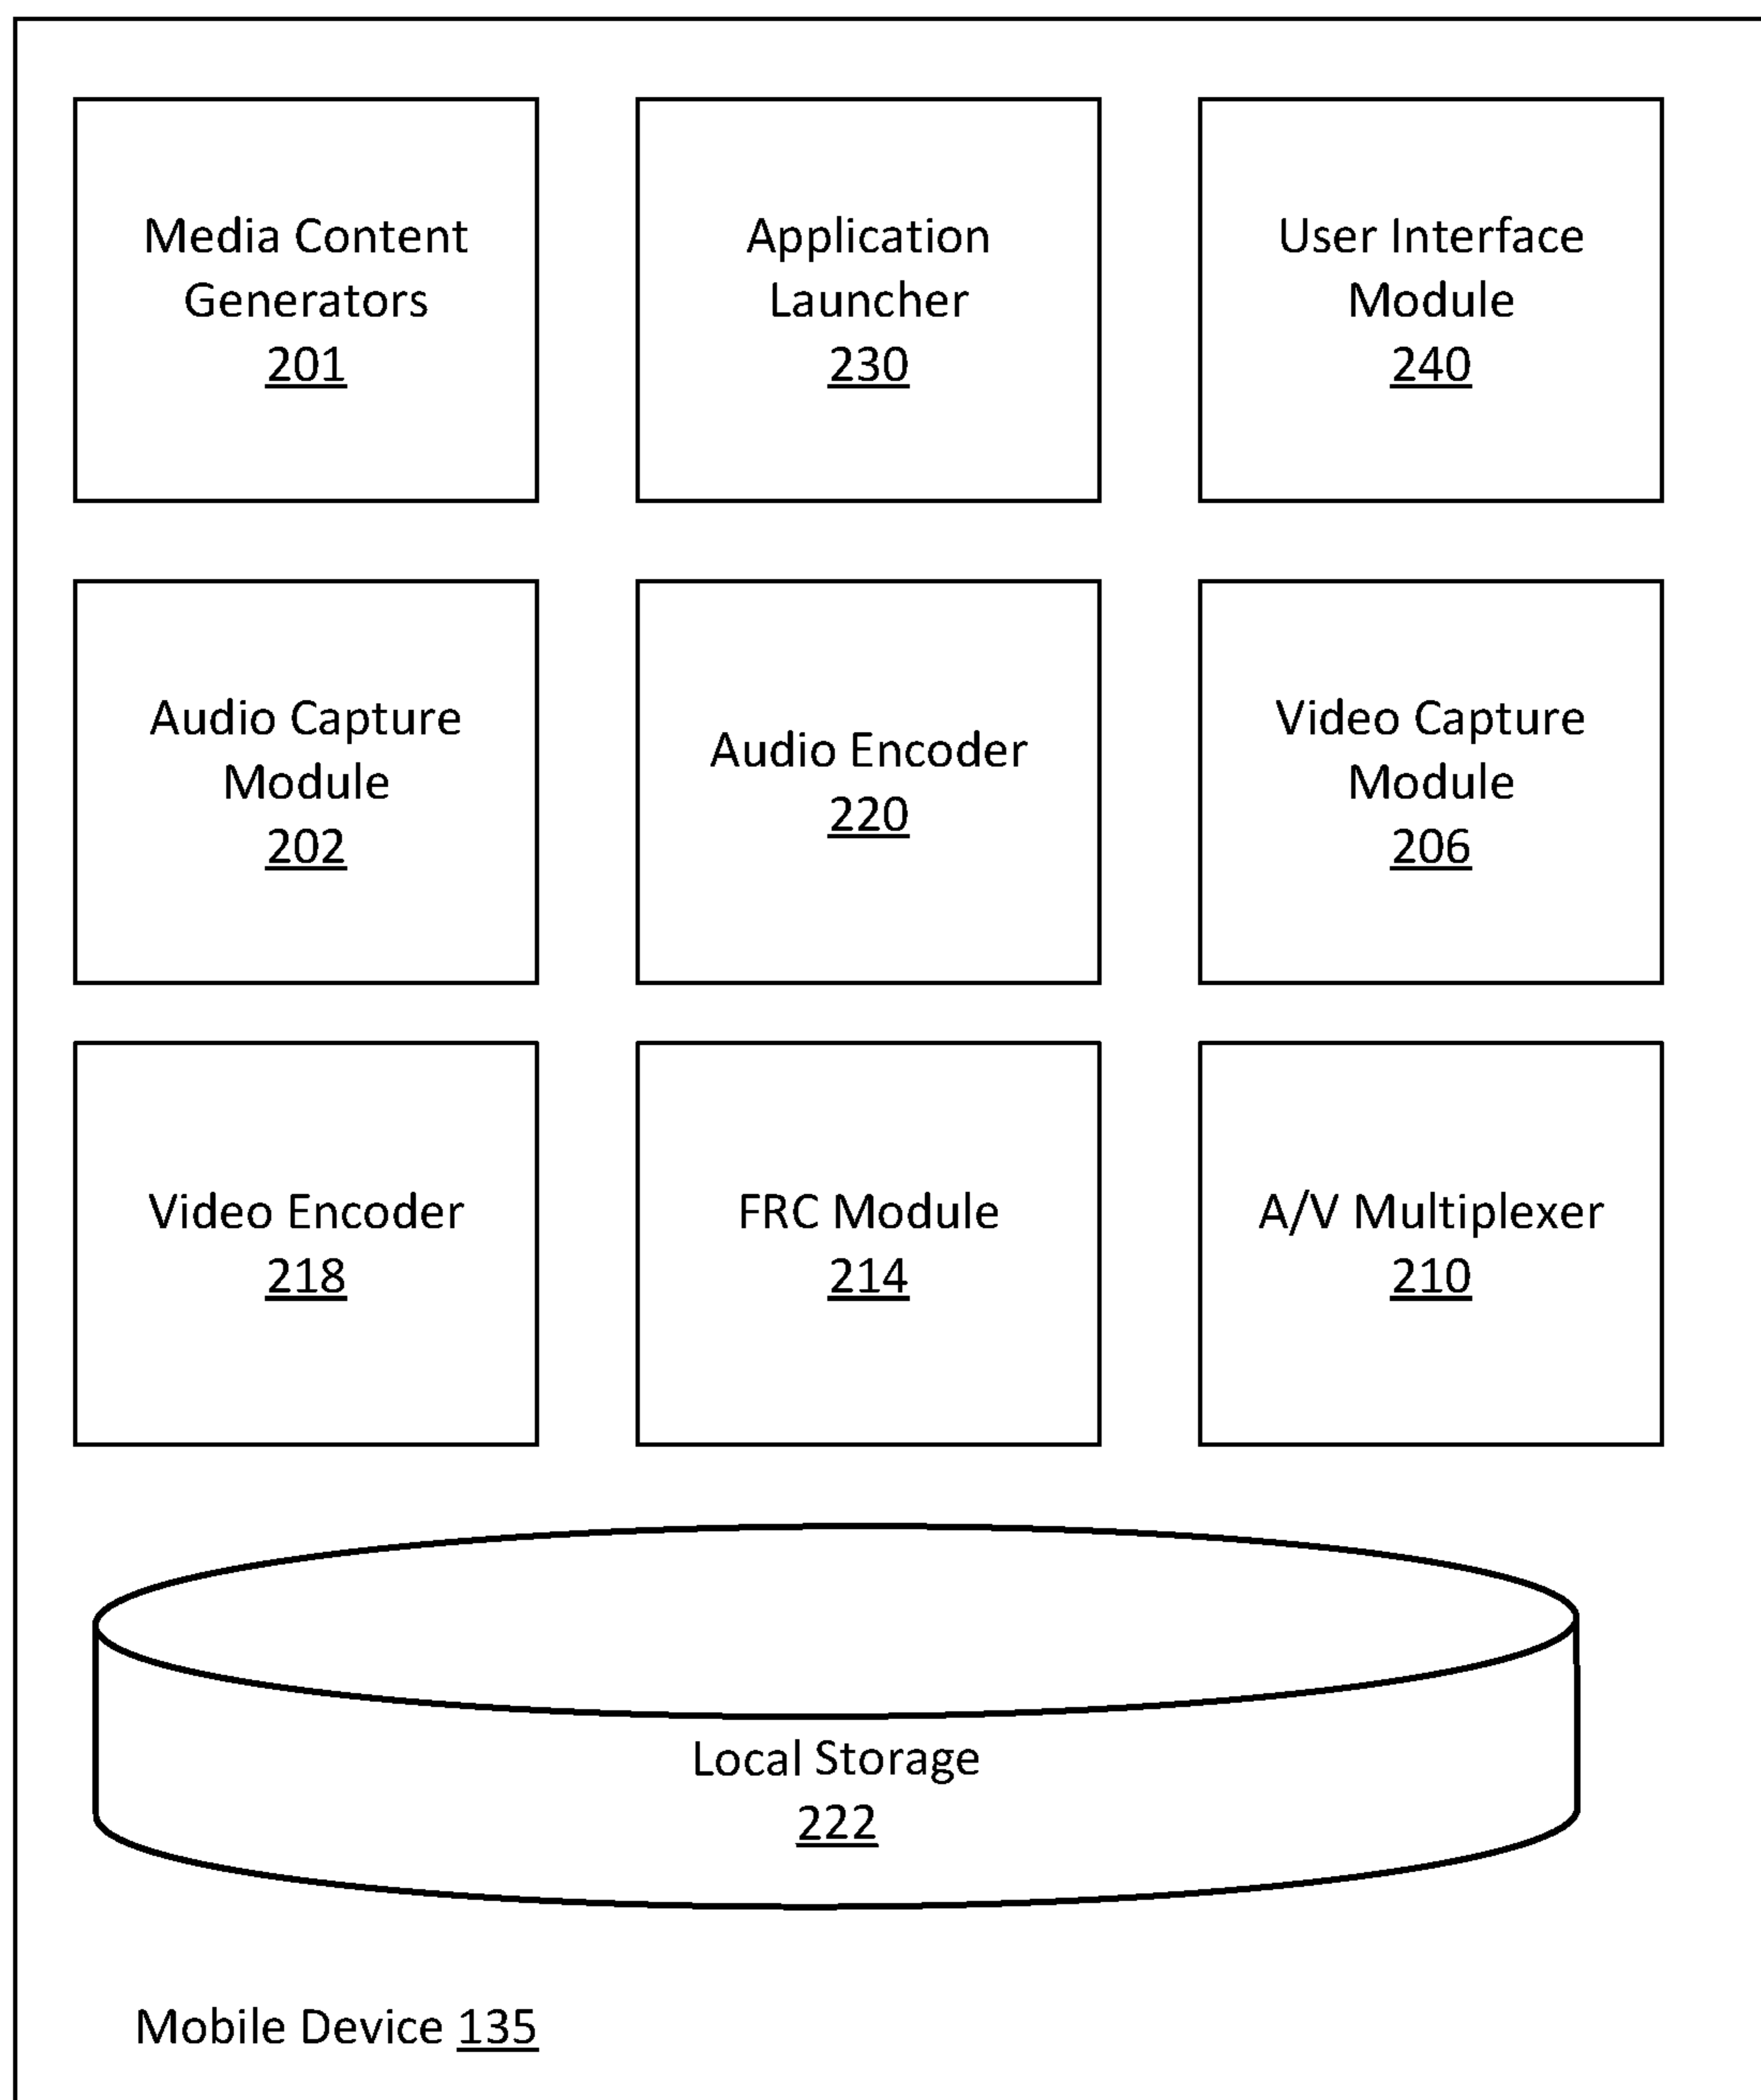 Media Content
Generators
201
Application
Launcher
230
User Interface
Module
240
Audio Capture
Module
202
Audio Encoder
220
Video Capture
Module
206
Video Encoder
218
FRC Module
214
A/V Multiplexer
210
Local Storage
222
Mobile Device 135